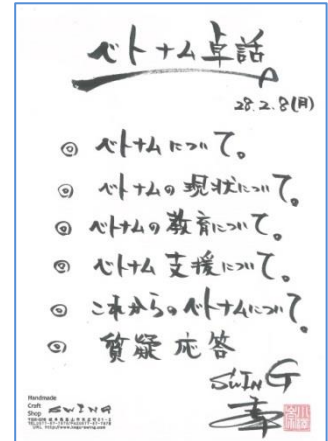 ベトナム卓話
28.2.8(月)
◎ ベトナムについて。
◎ ベトナムの現状について。
◎ ベトナムの教育について。
◎ ベトナム支援について。
◎ これからのベトナムについて。
◎ 質疑応答
SWING
Handmade
Craft
Shop SWING